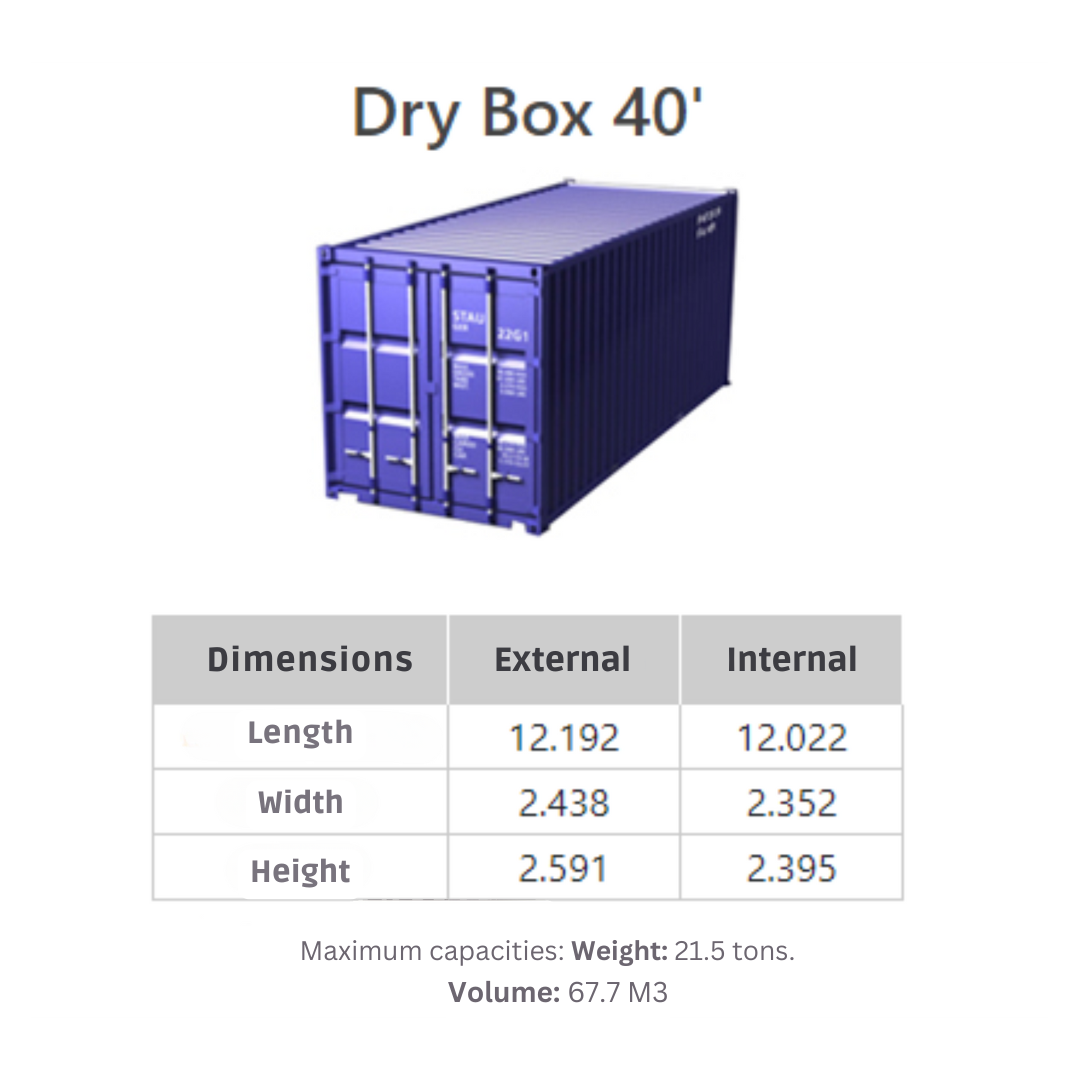 Dry Box 40'
STAU
22G1
Dimensions External Internal
Length 12.192 12.022
Width 2.438 2.352
Height 2.591 2.395
Maximum capacities: Weight: 21.5 tons.
Volume: 67.7 M3